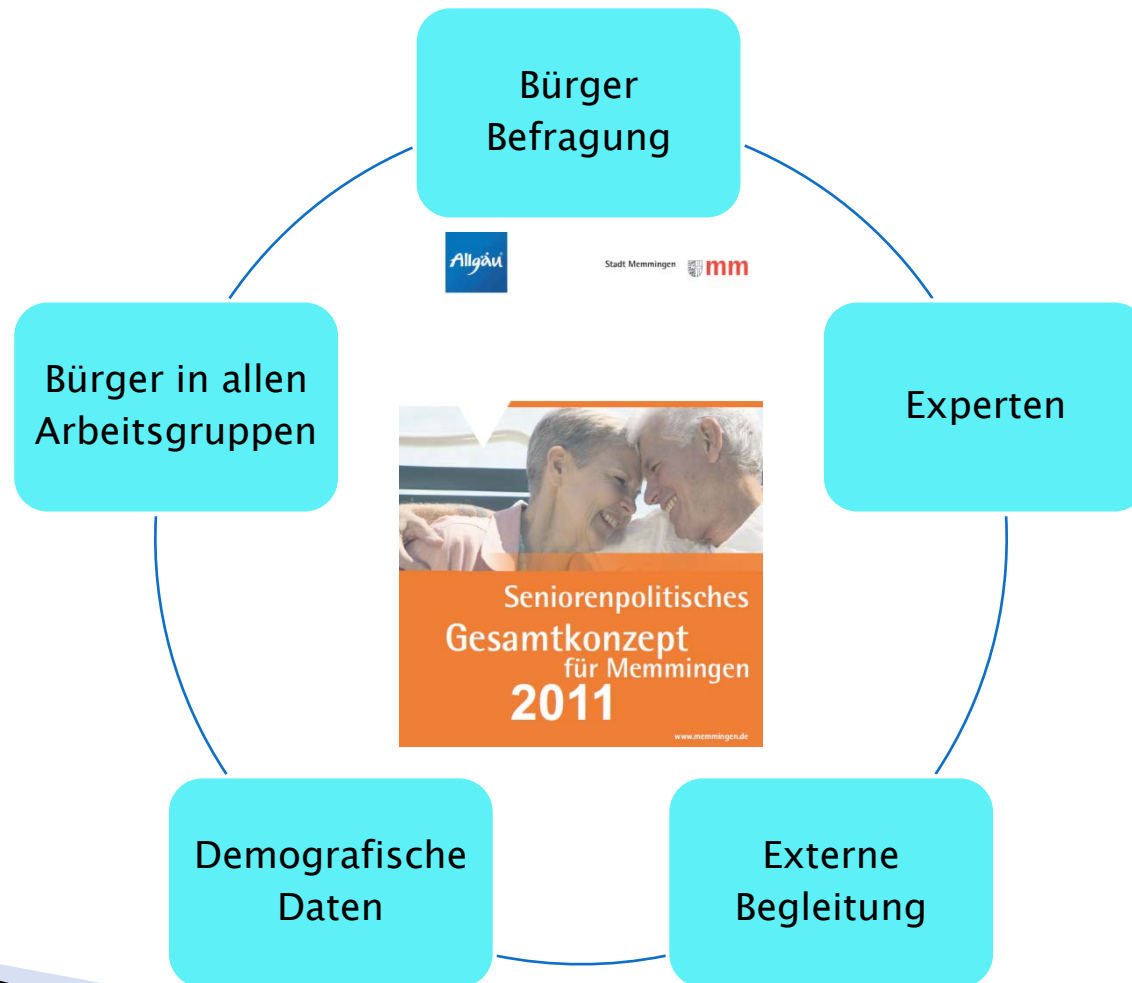 Bürger
Befragung
Allgäu
Stadt Memmingen mm
Bürger in allen
Arbeitsgruppen
Experten
Seniorenpolitisches
Gesamtkonzept
für Memmingen
2011
www.memmingen.de
Demografische
Daten
Externe
Begleitung